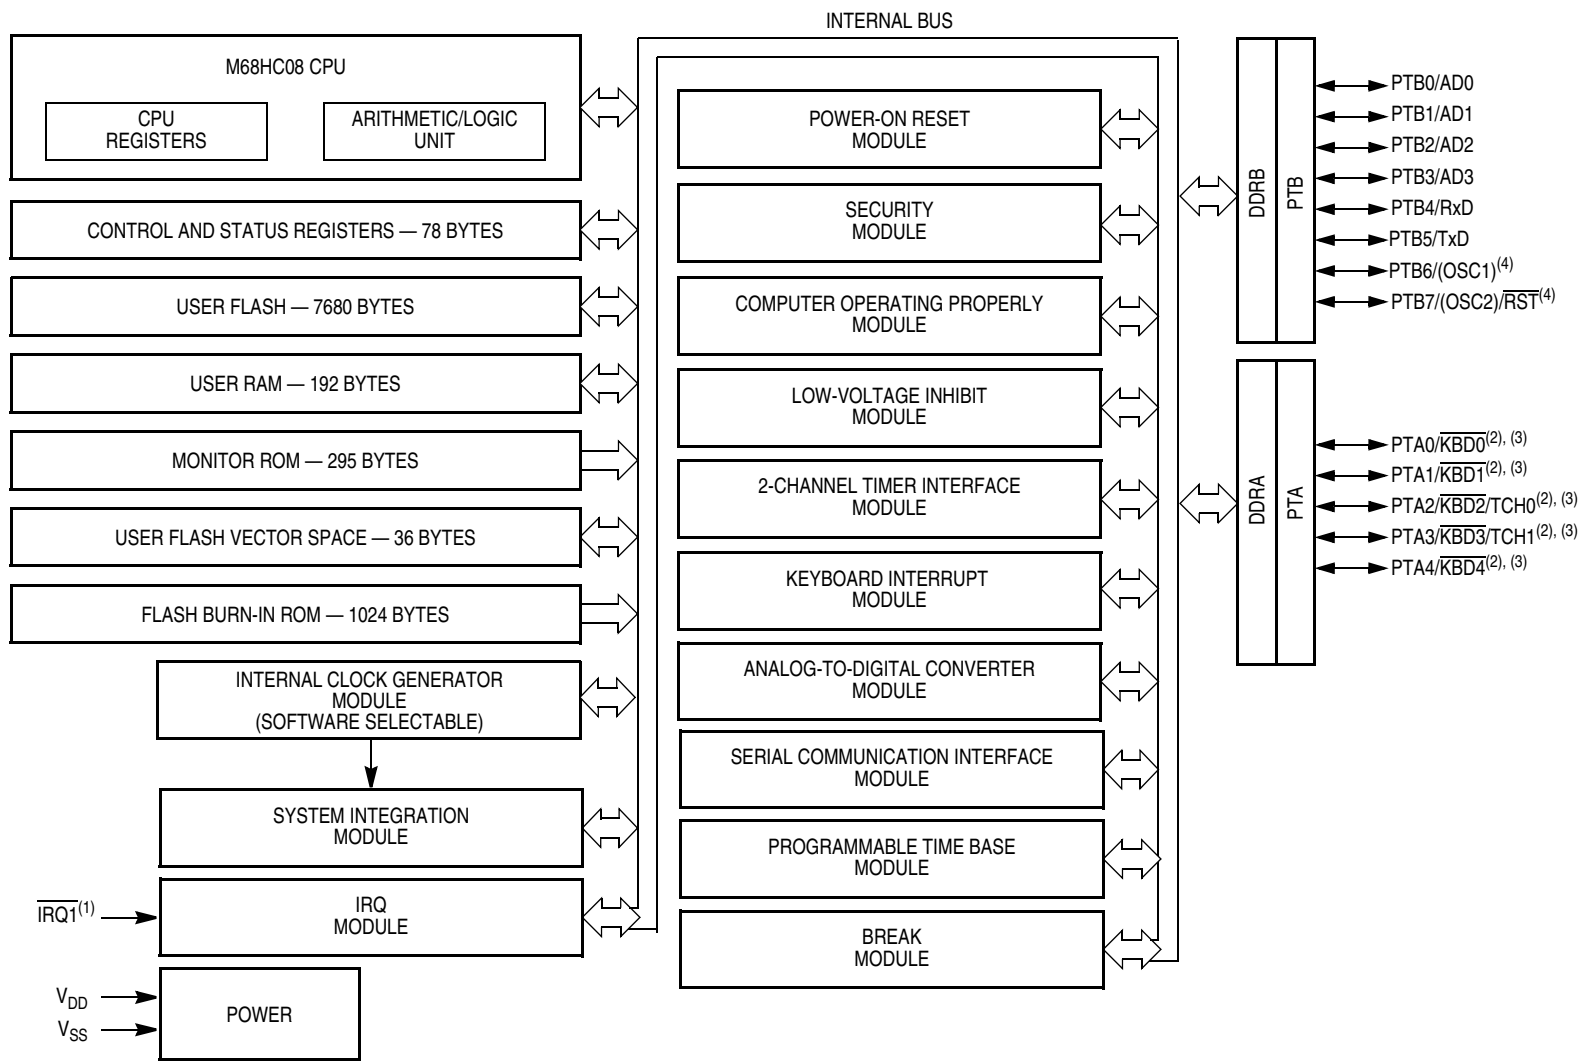 INTERNAL BUS
M68HC08 CPU
CPU
REGISTERS
ARITHMETIC/LOGIC
UNIT
CONTROL AND STATUS REGISTERS — 78 BYTES
USER FLASH — 7680 BYTES
USER RAM — 192 BYTES
MONITOR ROM — 295 BYTES
USER FLASH VECTOR SPACE — 36 BYTES
FLASH BURN-IN ROM — 1024 BYTES
INTERNAL CLOCK GENERATOR
MODULE
(SOFTWARE SELECTABLE)
SYSTEM INTEGRATION
MODULE
IRQ1(1)
IRQ
MODULE
VDD
VSS
POWER
POWER-ON RESET
MODULE
SECURITY
MODULE
COMPUTER OPERATING PROPERLY
MODULE
LOW-VOLTAGE INHIBIT
MODULE
2-CHANNEL TIMER INTERFACE
MODULE
KEYBOARD INTERRUPT
MODULE
ANALOG-TO-DIGITAL CONVERTER
MODULE
SERIAL COMMUNICATION INTERFACE
MODULE
PROGRAMMABLE TIME BASE
MODULE
BREAK
MODULE
DDRB
PTB
PTB0/AD0
PTB1/AD1
PTB2/AD2
PTB3/AD3
PTB4/RxD
PTB5/TxD
PTB6/(OSC1)(4)
PTB7/(OSC2)/RST(4)
DDRA
PTA
PTA0/KBD0(2), (3)
PTA1/KBD1(2), (3)
PTA2/KBD2/TCH0(2), (3)
PTA3/KBD3/TCH1(2), (3)
PTA4/KBD4(2), (3)